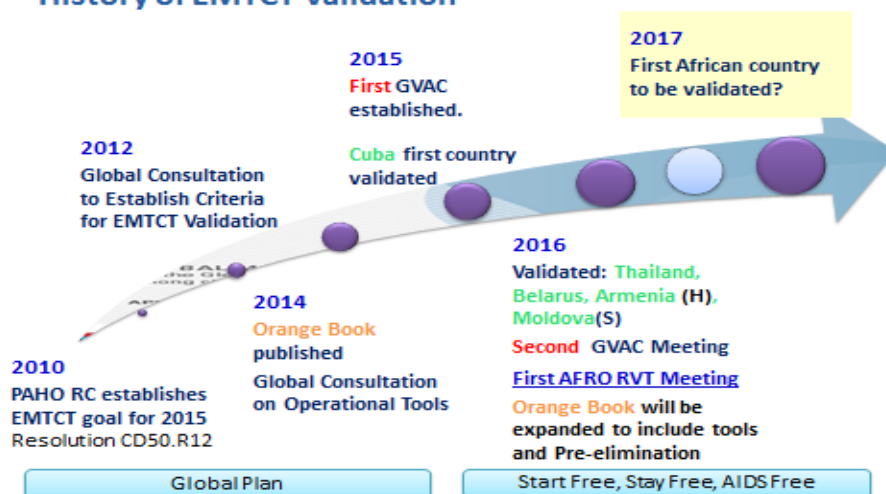 History of EMTCT Validation
2015
First GVAC
established.
Cuba first country
validated
2017
First African country
to be validated?
2012
Global Consultation
to Establish Criteria
for EMTCT Validation
2016
Validated: Thailand,
Belarus, Armenia (H),
Moldova(S)
Second GVAC Meeting
First AFRO RVT Meeting
Orange Book will be
expanded to include tools
and Pre-elimination
2014
Orange Book
published
Global Consultation
on Operational Tools
2010
PAHO RC establishes
EMTCT goal for 2015
Resolution CD50.R12
Global Plan
Start Free, Stay Free, AIDS Free